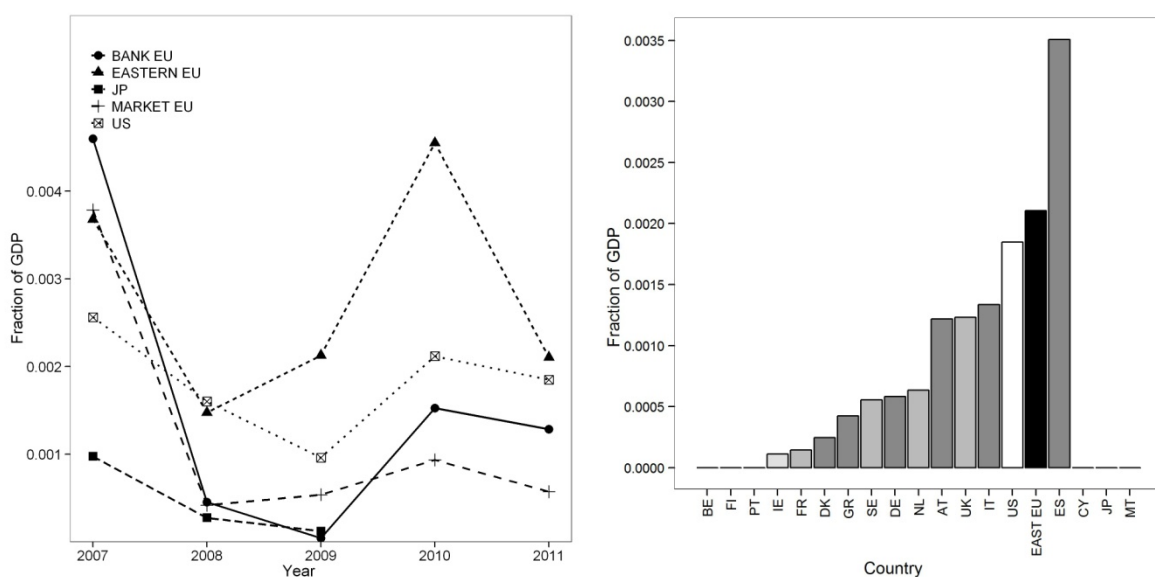 BANK EU
EASTERN EU
JP
MARKET EU
US
Fraction of GDP
0.004
0.003
0.002
0.001
2007 2008 2009 2010 2011
Year
Fraction of GDP
0.0035
0.0030
0.0025
0.0020
0.0015
0.0010
0.0005
0.0000
BE FI PT IE FR DK GR SE DE NL AT UK IT US EAST EU ES CY JP MT
Country